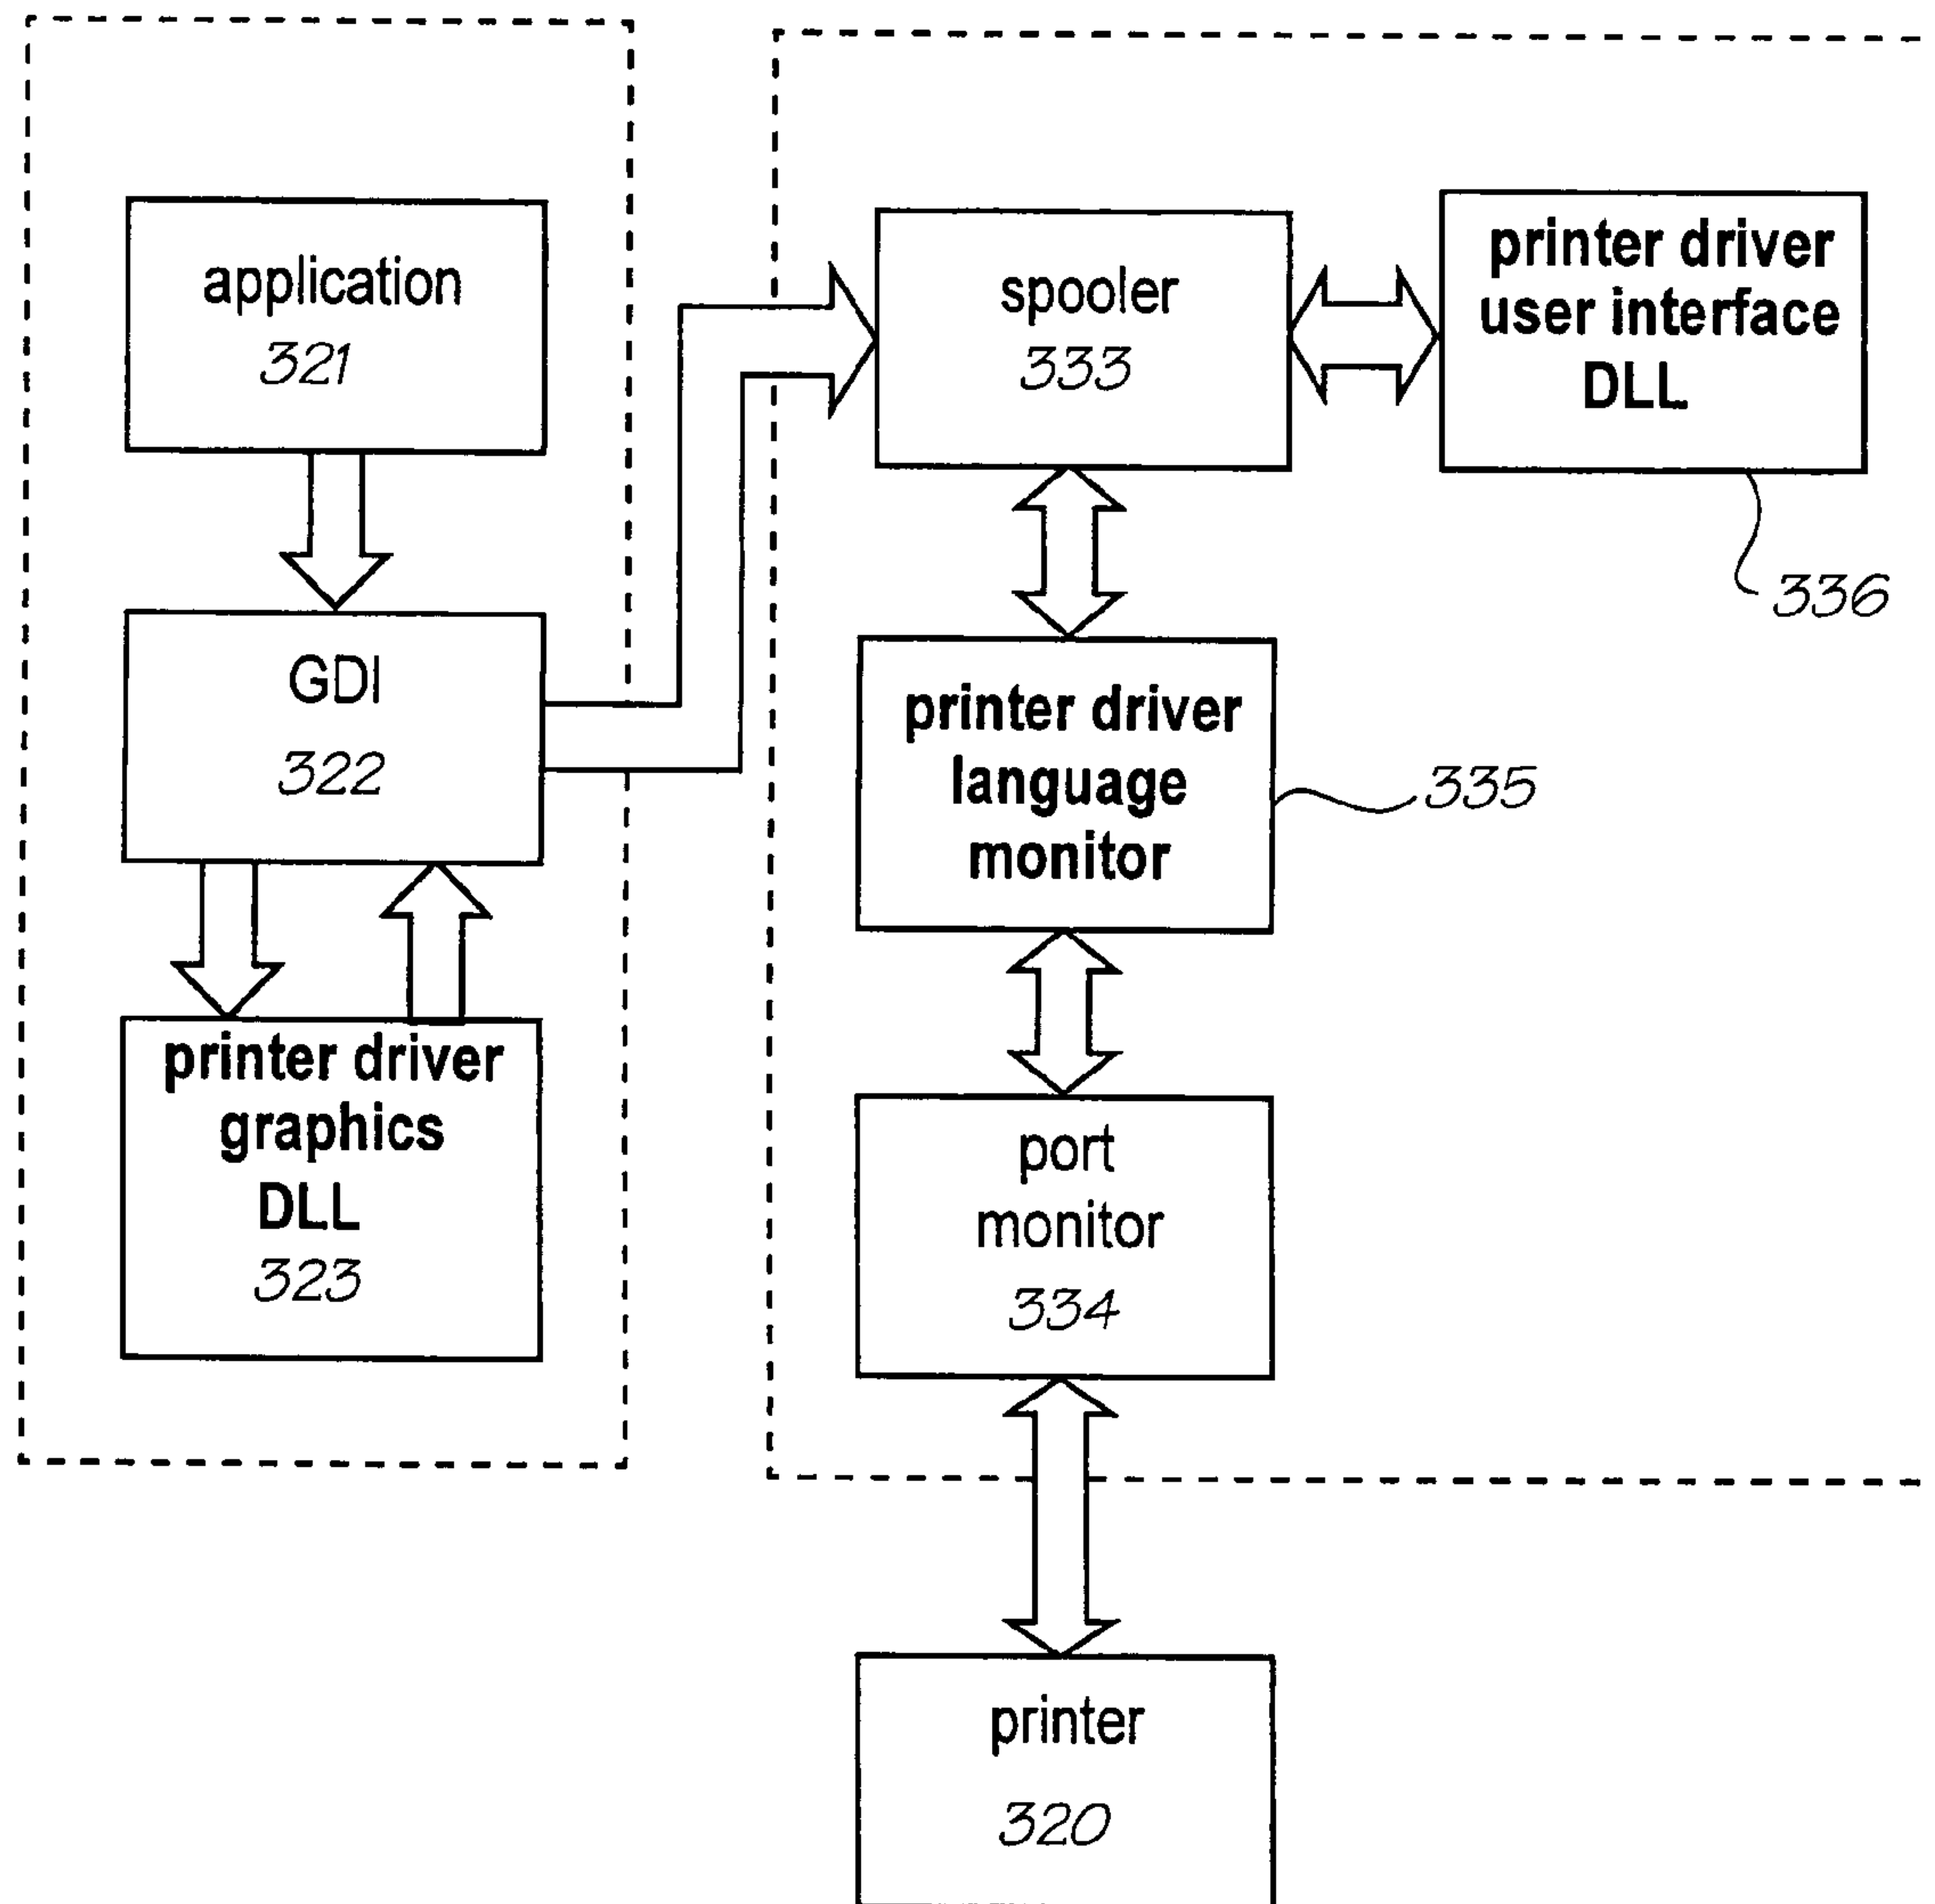 application
321
GDI
322
printer driver
graphics
DLL
323
spooler
333
printer driver
user interface
DLL
336
printer driver
language
monitor
335
port
monitor
334
printer
320